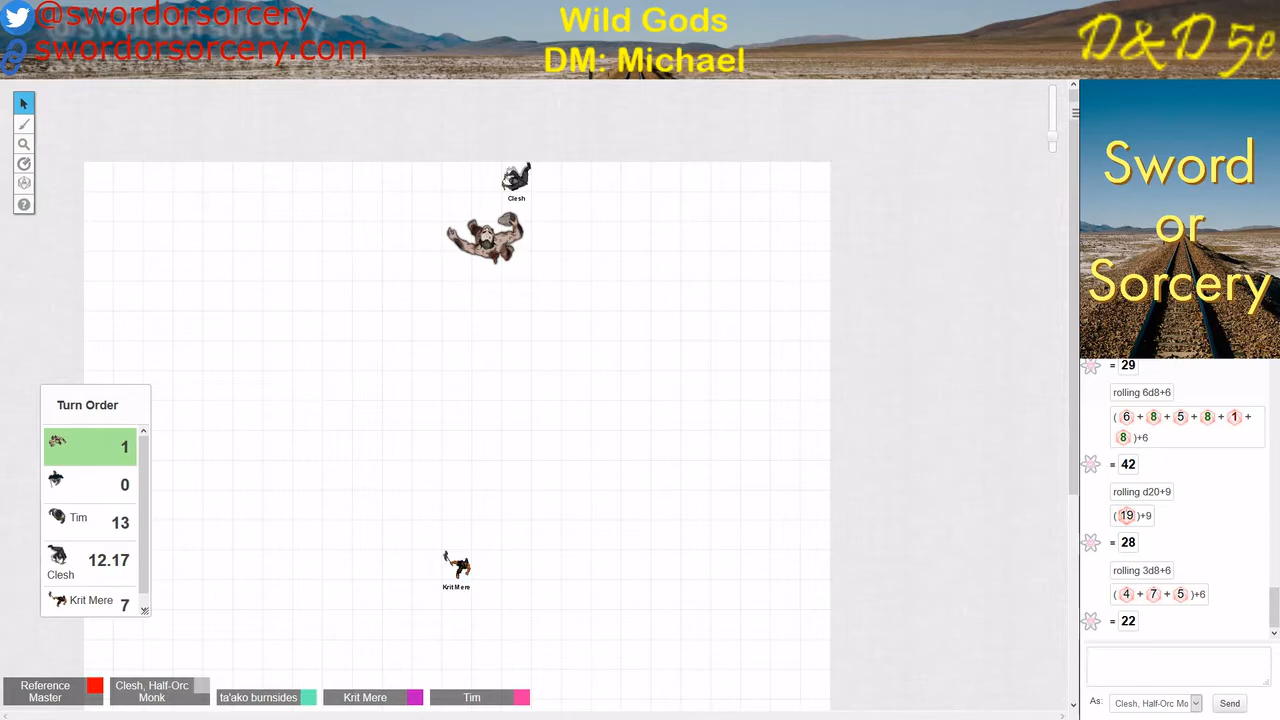 @swordorsorcery
swordorsorcery.com
Wild Gods
DM: Michael
D&D 5e
Sword
or
Sorcery
Clesh
Krit Mere
Turn Order
1
0
Tim 13
12.17
Clesh
Krit Mere 7
= 29
rolling 6d8+6
( 6 + 8 + 5 + 8 + 1 +
8 )+6
= 42
rolling d20+9
( 19 )+9
= 28
rolling 3d8+6
( 4 + 7 + 5 )+6
= 22
As: Clesh, Half-Orc Mo Send
Reference Master
Clesh, Half-Orc Monk
ta'ako burnsides
Krit Mere
Tim